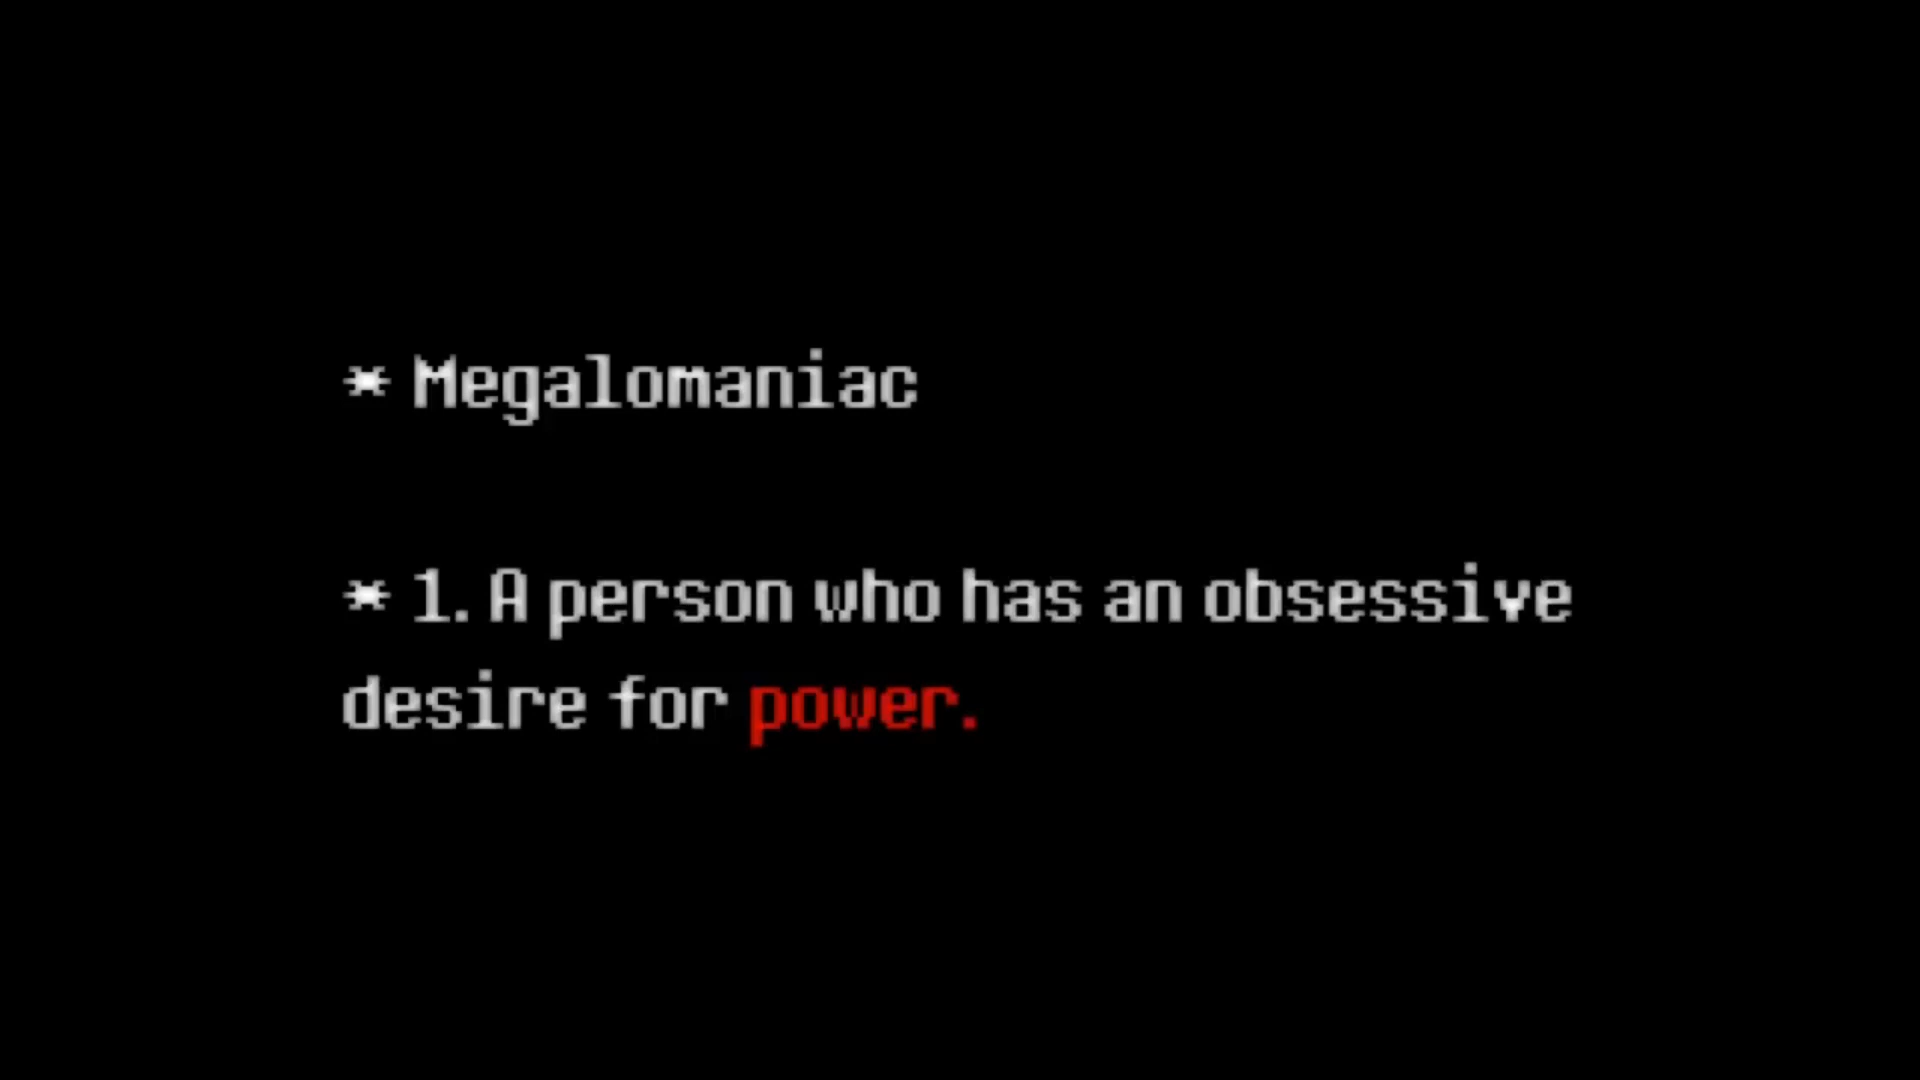 * Megalomaniac
* 1. A person who has an obsessive
desire for power.